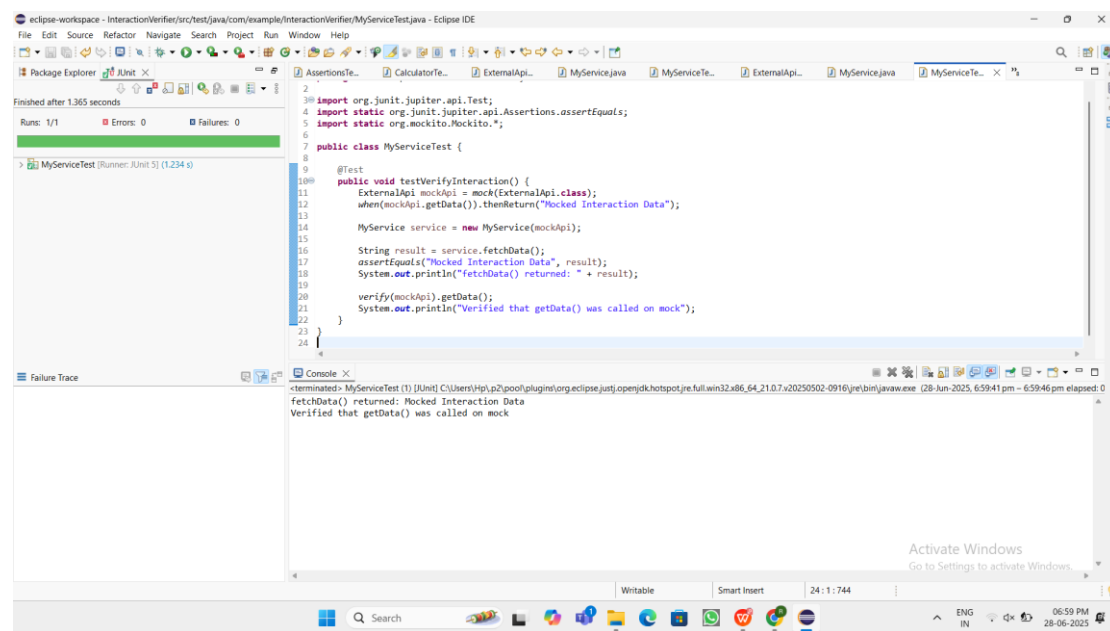 eclipse-workspace - InteractionVerifier/src/test/java/com/example/InteractionVerifier/MyServiceTest.java - Eclipse IDE
File Edit Source Refactor Navigate Search Project Run Window Help
Package Explorer JUnit
Finished after 1.365 seconds
Runs: 1/1 Errors: 0 Failures: 0
MyServiceTest [Runner: JUnit 5] (1.234 s)
Failure Trace
AssertionsTe... CalculatorTe... ExternalApi... MyService.java MyServiceTe... ExternalApi... MyService.java MyServiceTe...
2
3 import org.junit.jupiter.api.Test;
4 import static org.junit.jupiter.api.Assertions.assertEquals;
5 import static org.mockito.Mockito.*;
6
7 public class MyServiceTest {
8
9 @Test
10 public void testVerifyInteraction() {
11 ExternalApi mockApi = mock(ExternalApi.class);
12 when(mockApi.getData()).thenReturn("Mocked Interaction Data");
13
14 MyService service = new MyService(mockApi);
15
16 String result = service.fetchData();
17 assertEquals("Mocked Interaction Data", result);
18 System.out.println("fetchData() returned: " + result);
19
20 verify(mockApi).getData();
21 System.out.println("Verified that getData() was called on mock");
22 }
23 }
24
Console
<terminated> MyServiceTest (1) [JUnit] C:\Users\Hp\.p2\pool\plugins\org.eclipse.justj.openjdk.hotspot.jre.full.win32.x86_64_21.0.7.v20250502-0916\jre\bin\javaw.exe (28-Jun-2025, 6:59:41 pm – 6:59:46 pm elapsed: 0
fetchData() returned: Mocked Interaction Data
Verified that getData() was called on mock
Activate Windows
Go to Settings to activate Windows.
Writable Smart Insert 24 : 1 : 744
Search
ENG
IN
06:59 PM
28-06-2025